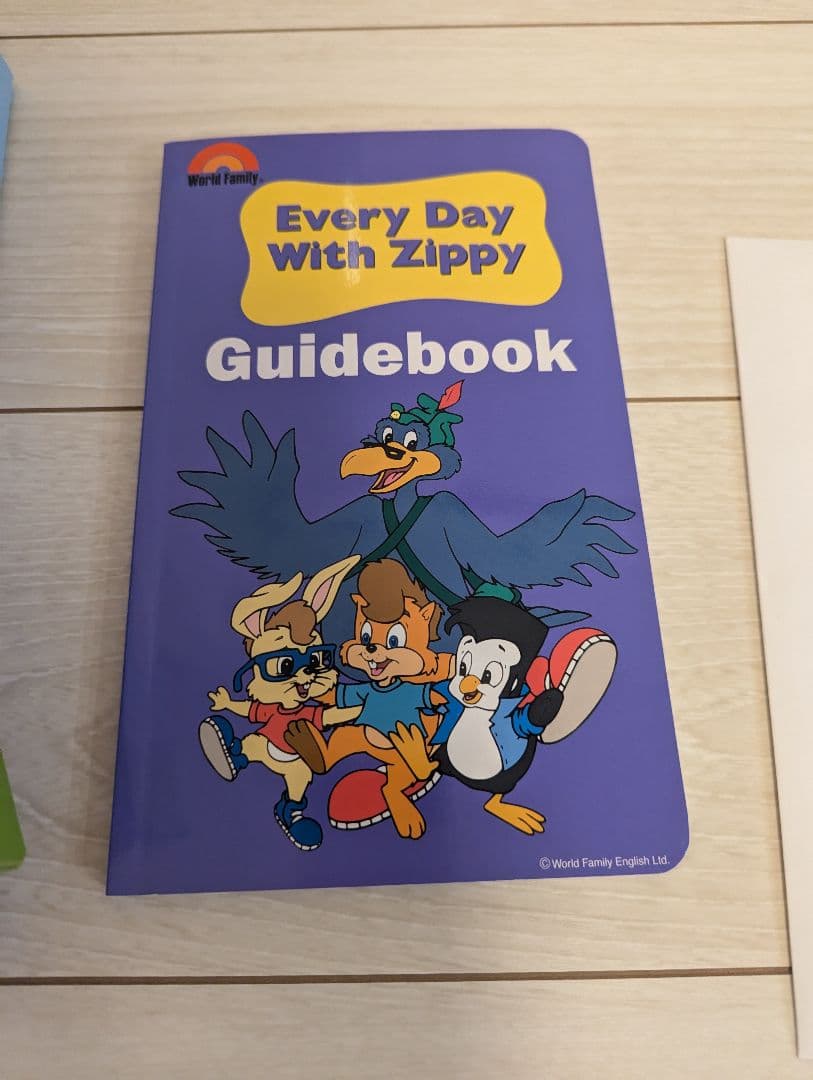 World Family
Every Day
With Zippy
Guidebook
© World Family English Ltd.